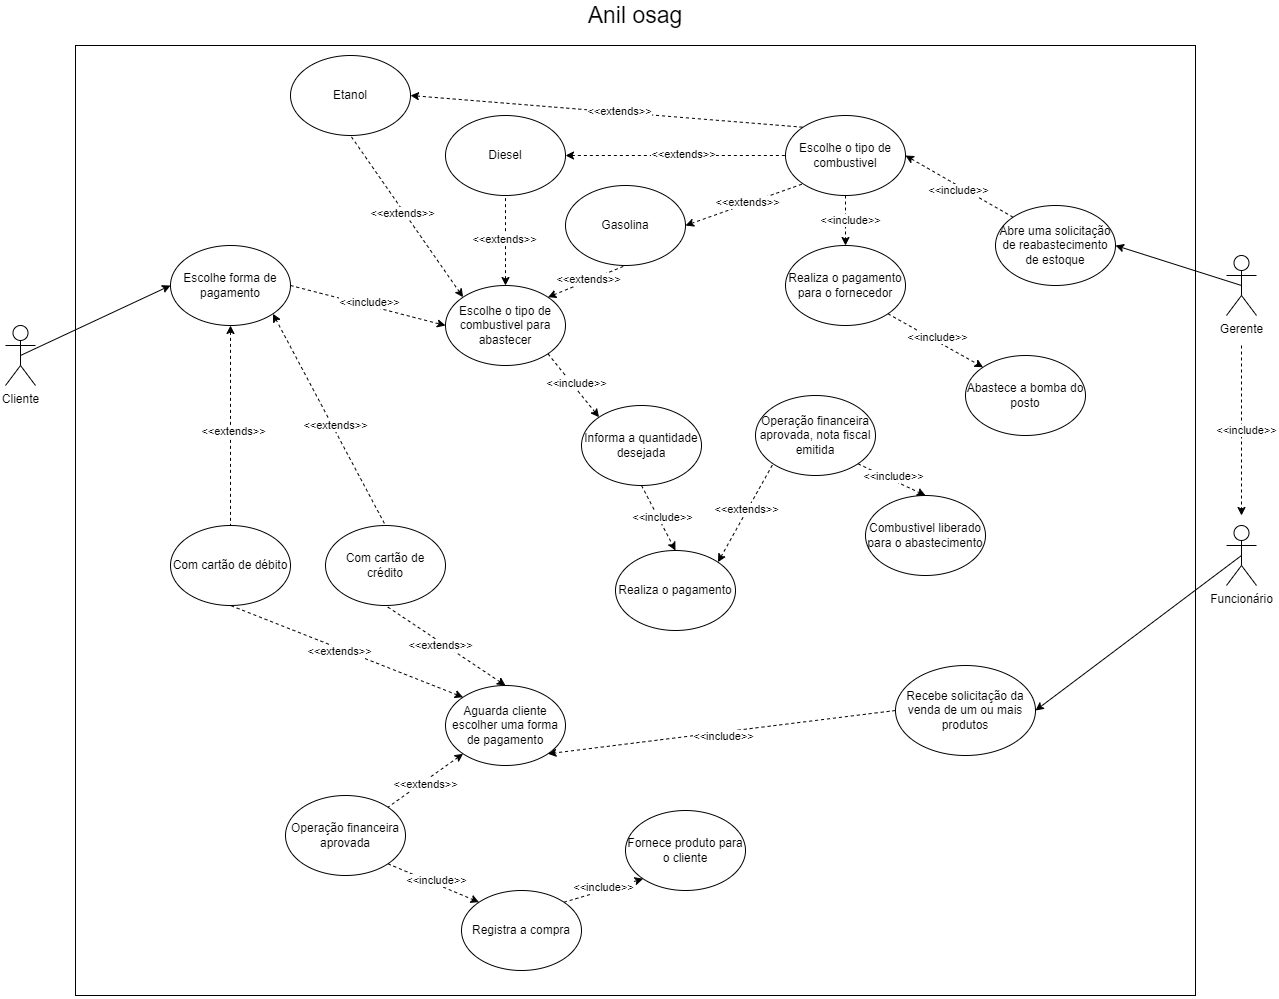 Anil osag
Etanol
<<extends>>
Diesel
<<extends>>
Escolhe o tipo de
combustivel
<<extends>>
<<extends>>
<<include>>
<<include>>
Gasolina
<<extends>>
Abre uma solicitação
de reabastecimento
de estoque
<<extends>>
Escolhe forma de
pagamento
Realiza o pagamento
para o fornecedor
<<include>>
Escolhe o tipo de
combustivel para
abastecer
Gerente
<<include>>
Cliente
<<include>>
Abastece a bomba do
posto
<<extends>>
<<extends>>
Informa a quantidade
desejada
Operação financeira
aprovada, nota fiscal
emitida
<<include>>
<<include>>
<<include>>
<<extends>>
Combustivel liberado
para o abastecimento
Com cartão de débito
Com cartão de
crédito
Realiza o pagamento
Funcionário
<<extends>>
<<extends>>
Aguarda cliente
escolher uma forma
de pagamento
Recebe solicitação da
venda de um ou mais
produtos
<<include>>
<<extends>>
Operação financeira
aprovada
Fornece produto para
o cliente
<<include>>
<<include>>
Registra a compra